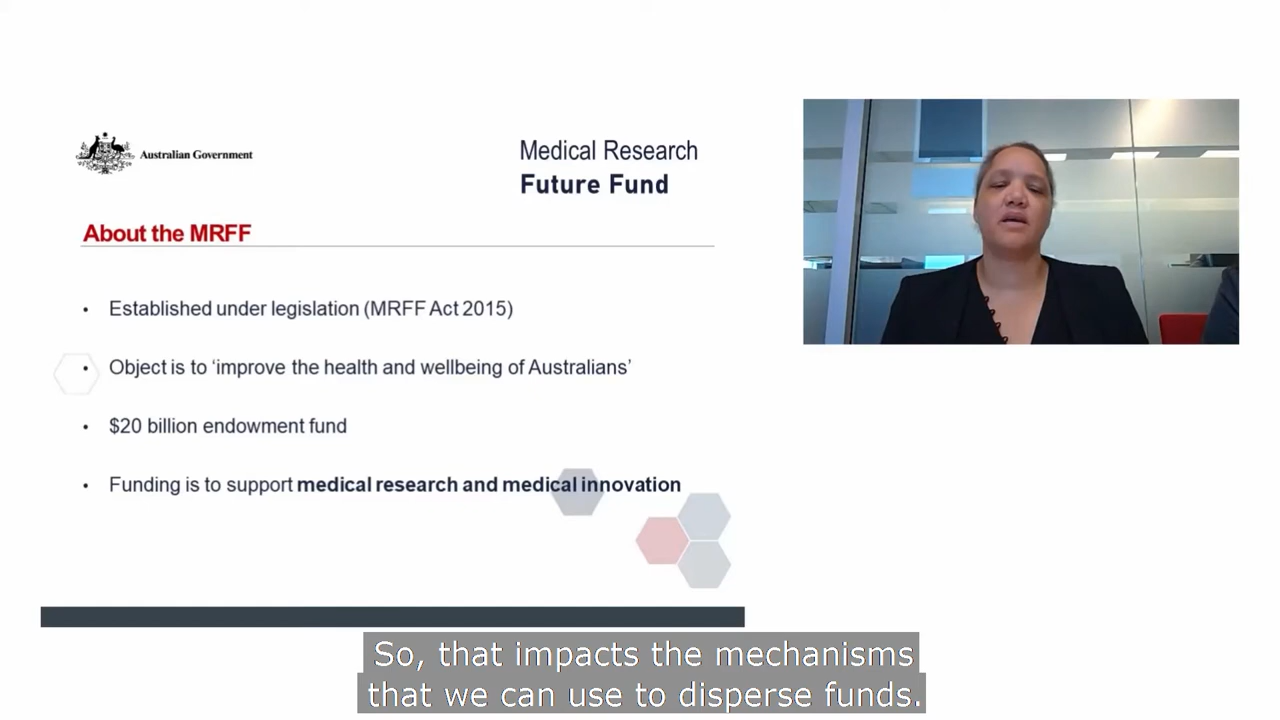 Australian Government
Medical Research
Future Fund
About the MRFF
• Established under legislation (MRFF Act 2015)
• Object is to ‘improve the health and wellbeing of Australians’
• $20 billion endowment fund
• Funding is to support medical research and medical innovation
So, that impacts the mechanisms
that we can use to disperse funds.